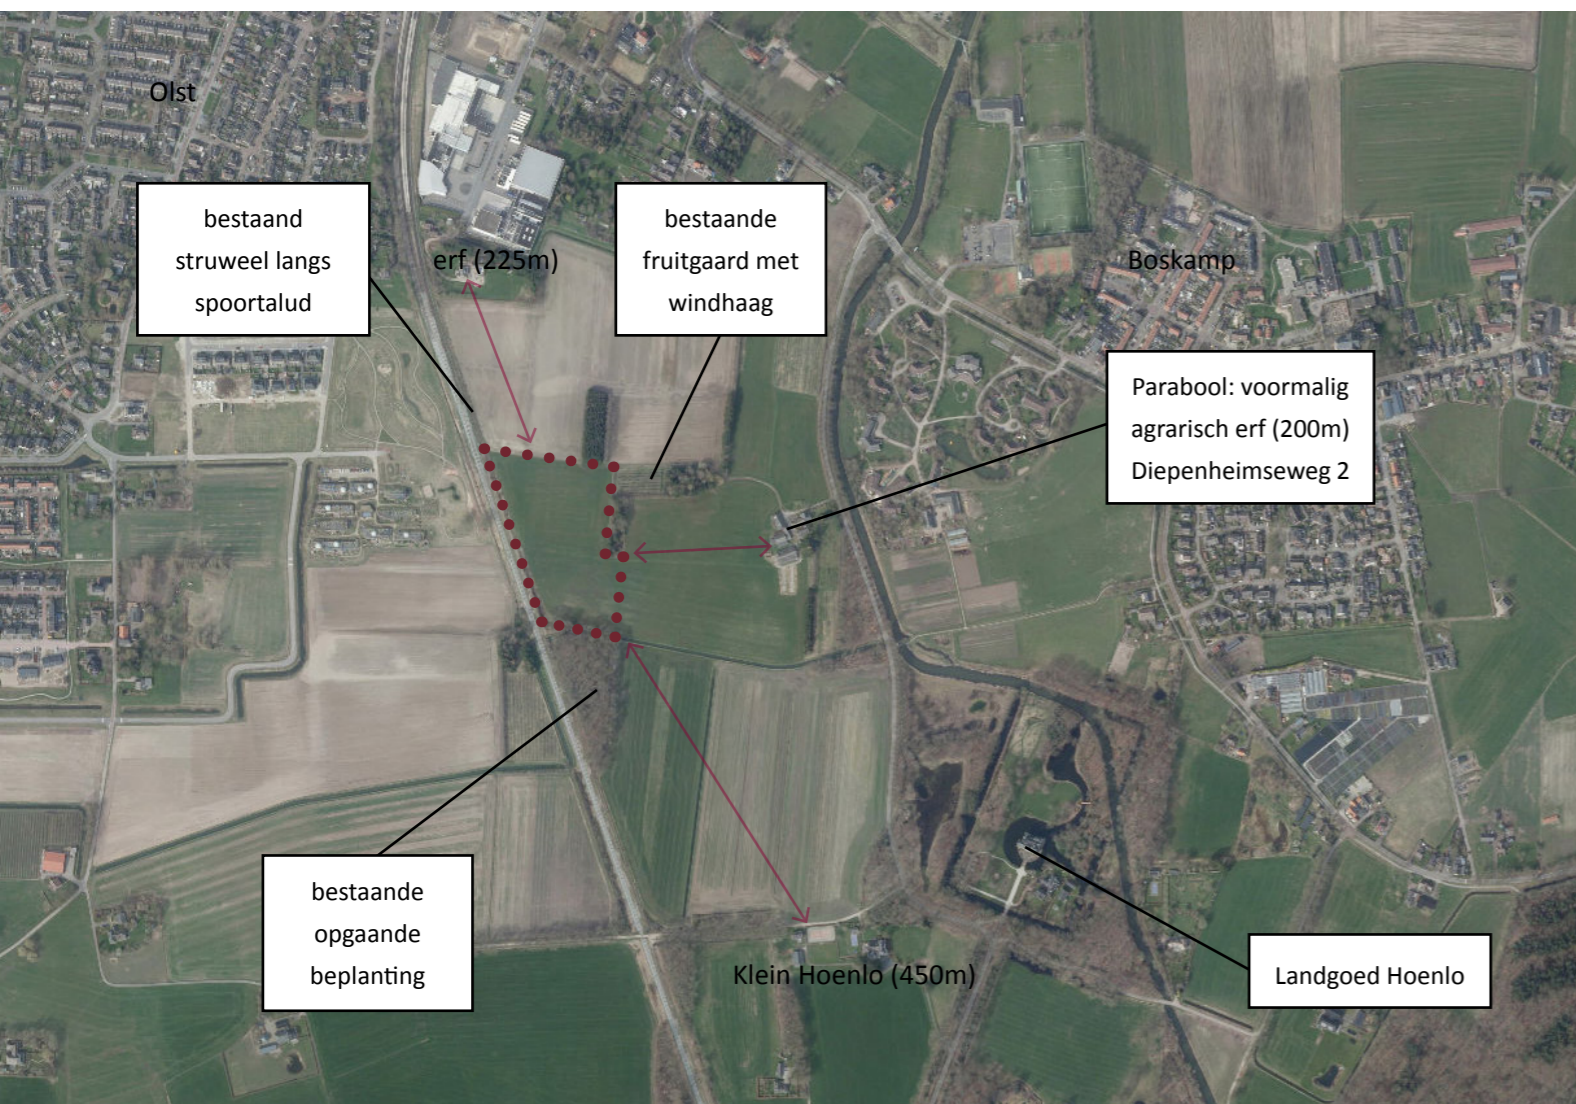 Olst
bestaand
struweel langs
spoortalud
erf (225m)
bestaande
fruitgaard met
windhaag
Boskamp
Parabool: voormalig
agrarisch erf (200m)
Diepenheimseweg 2
bestaande
opgaande
beplanting
Klein Hoenlo (450m)
Landgoed Hoenlo